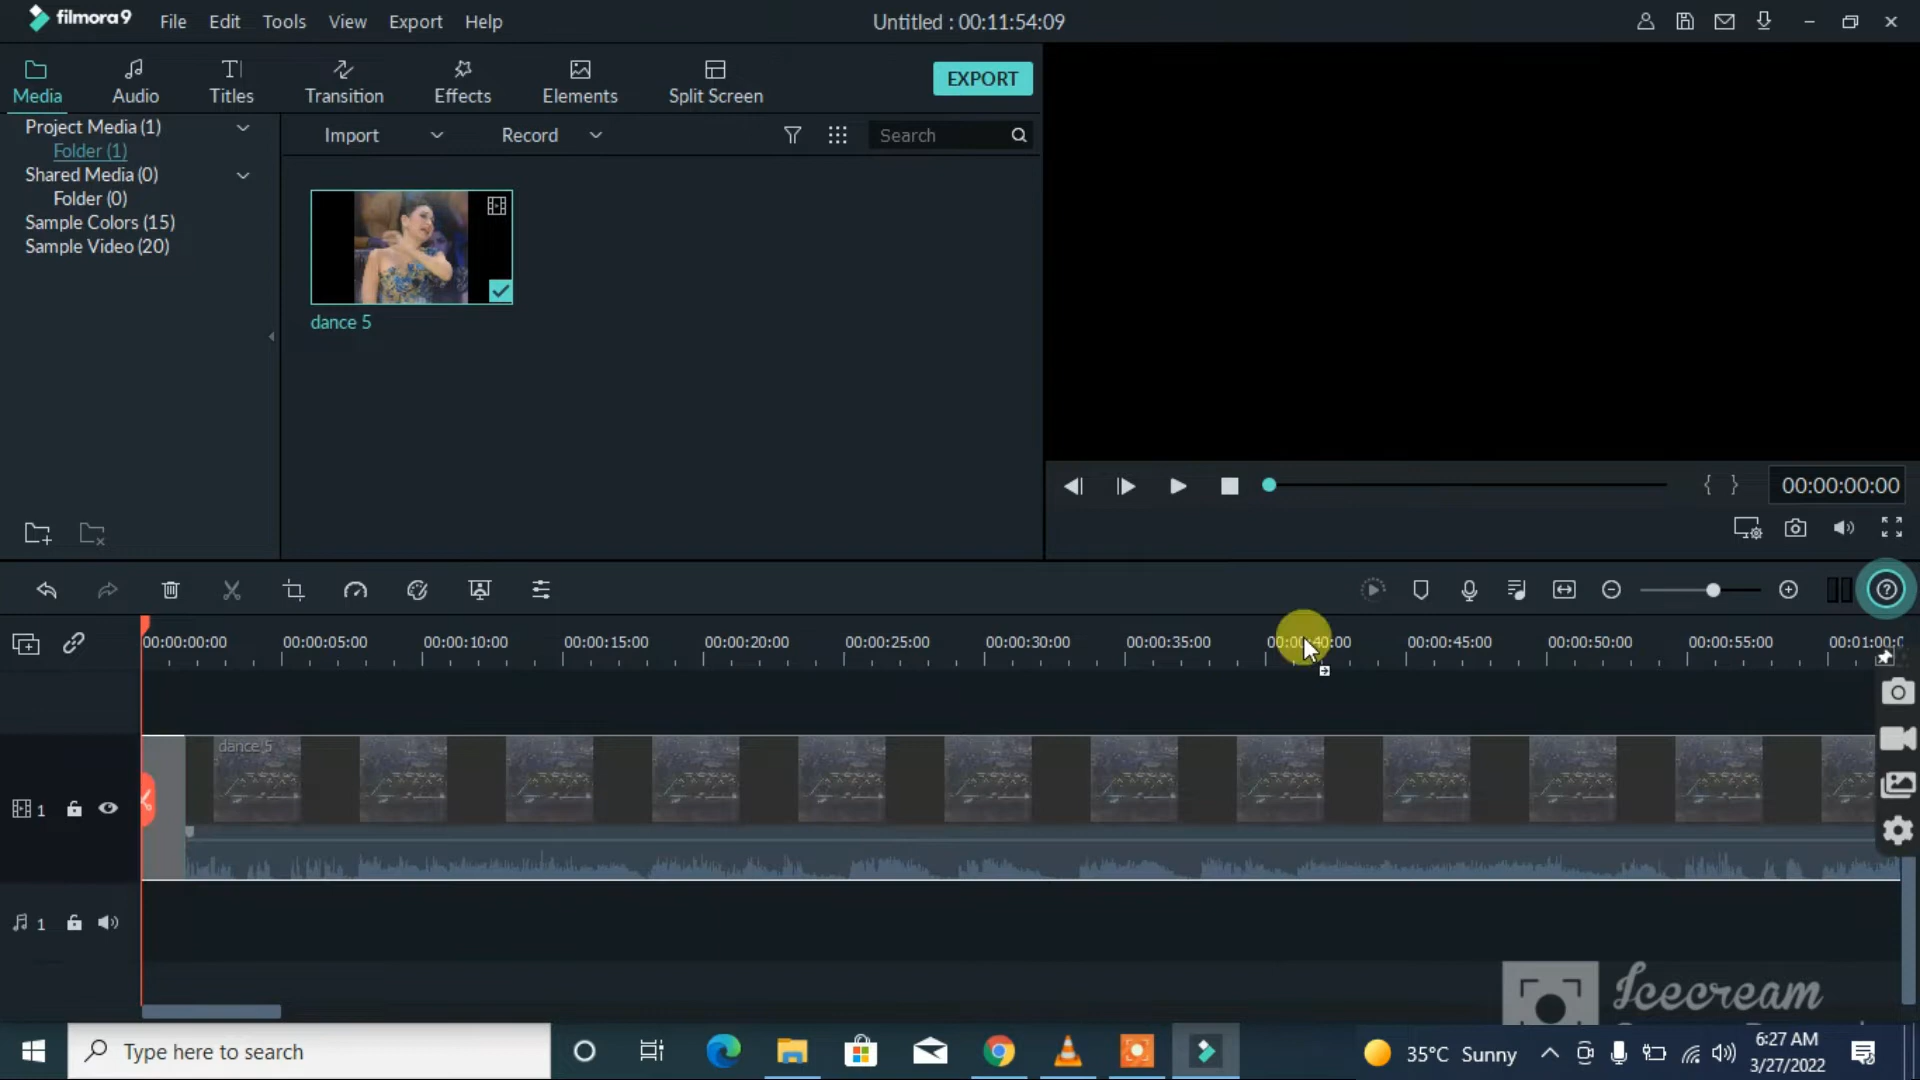 filmora9 File Edit Tools View Export Help Untitled : 00:11:54:09
Media Audio Titles Transition Effects Elements Split Screen EXPORT
Project Media (1) Import Record Search
Folder (1)
Shared Media (0)
Folder (0)
Sample Colors (15)
Sample Video (20)
dance 5
00:00:00:00
00:00:00:00 00:00:05:00 00:00:10:00 00:00:15:00 00:00:20:00 00:00:25:00 00:00:30:00 00:00:35:00 00:00:40:00 00:00:45:00 00:00:50:00 00:00:55:00
dance 5
1
1
Icecream
Type here to search 35°C Sunny 6:27 AM
3/27/2022